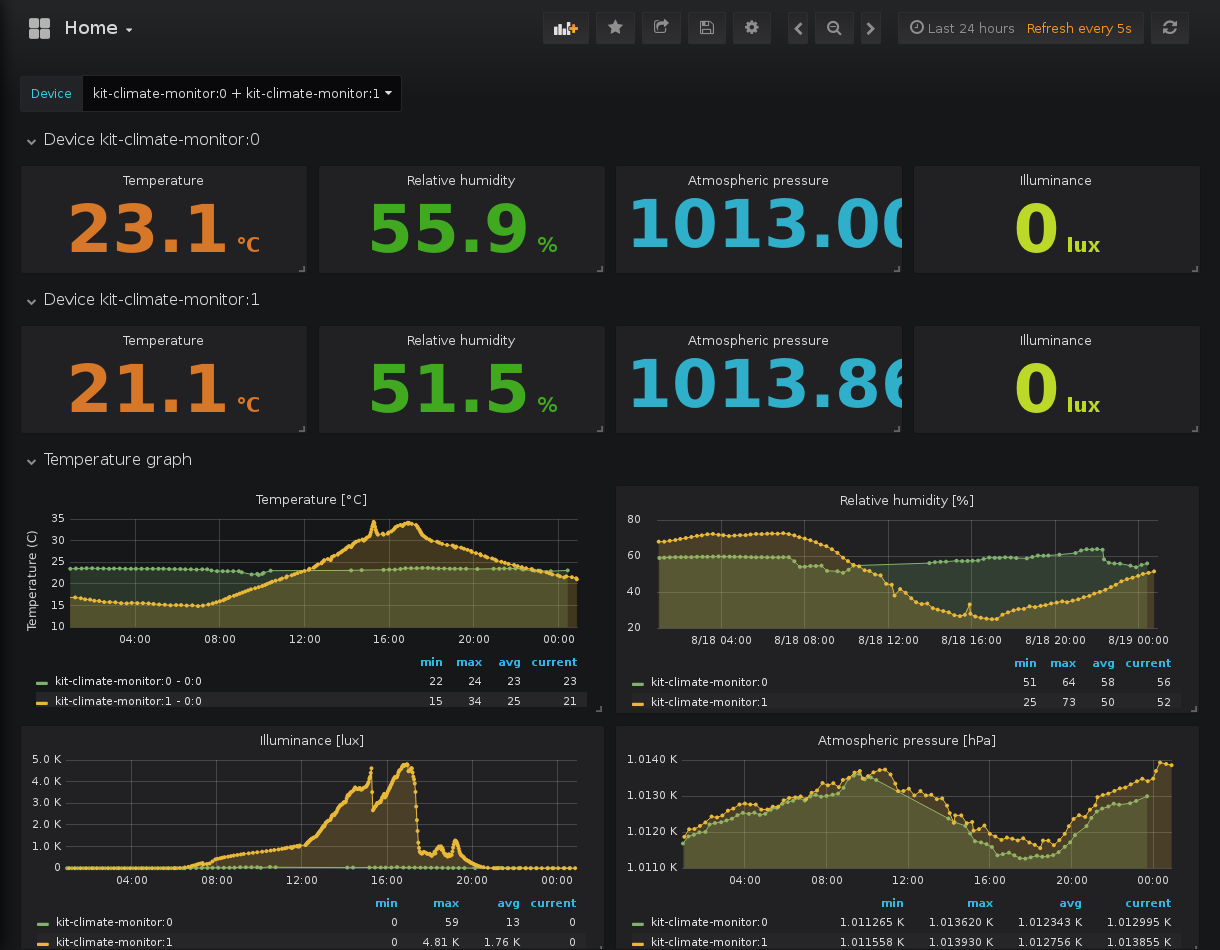 Home
Last 24 hours Refresh every 5s
Device kit-climate-monitor:0 + kit-climate-monitor:1
Device kit-climate-monitor:0
Temperature Relative humidity Atmospheric pressure Illuminance
23.1 °C 55.9 % 1013.00 0 lux
Device kit-climate-monitor:1
Temperature Relative humidity Atmospheric pressure Illuminance
21.1 °C 51.5 % 1013.86 0 lux
Temperature graph
Temperature [°C]
Temperature (C)
35
30
25
20
15
10
04:00 08:00 12:00 16:00 20:00 00:00
min max avg current
kit-climate-monitor:0 - 0:0 22 24 23 23
kit-climate-monitor:1 - 0:0 15 34 25 21
Relative humidity [%]
80
60
40
20
8/18 04:00 8/18 08:00 8/18 12:00 8/18 16:00 8/18 20:00 8/19 00:00
min max avg current
kit-climate-monitor:0 51 64 58 56
kit-climate-monitor:1 25 73 50 52
Illuminance [lux]
5.0 K
4.0 K
3.0 K
2.0 K
1.0 K
0
04:00 08:00 12:00 16:00 20:00 00:00
min max avg current
kit-climate-monitor:0 0 59 13 0
kit-climate-monitor:1 0 4.81 K 1.76 K 0
Atmospheric pressure [hPa]
1.0140 K
1.0130 K
1.0120 K
1.0110 K
04:00 08:00 12:00 16:00 20:00 00:00
min max avg current
kit-climate-monitor:0 1.011265 K 1.013620 K 1.012343 K 1.012995 K
kit-climate-monitor:1 1.011558 K 1.013930 K 1.012756 K 1.013855 K